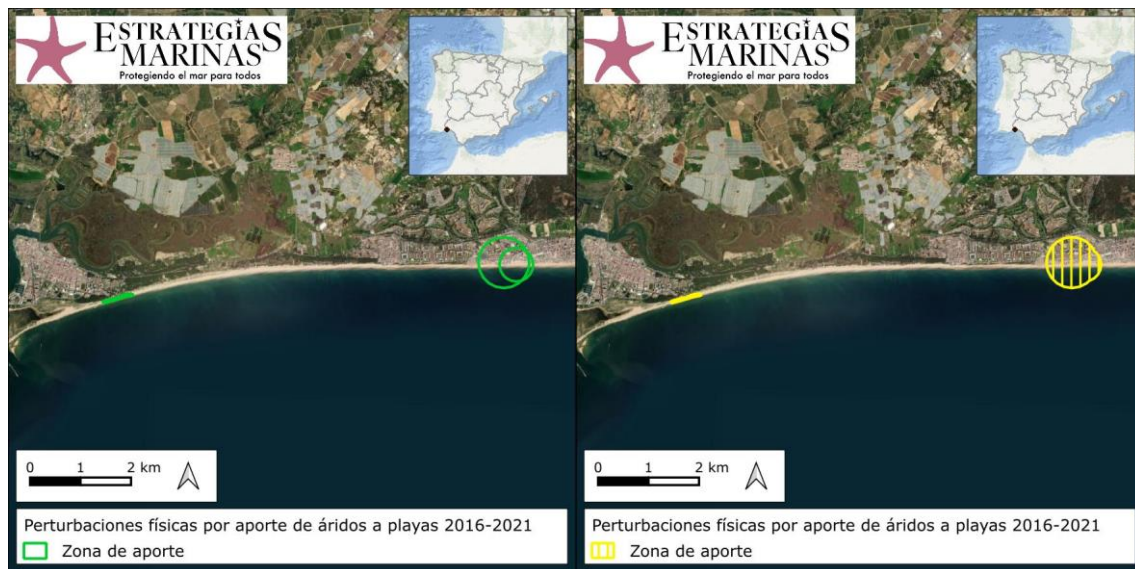 ESTRATEGIAS
MARINAS
Protegiendo el mar para todos
0 1 2 km
Perturbaciones físicas por aporte de áridos a playas 2016-2021
Zona de aporte
ESTRATEGIAS
MARINAS
Protegiendo el mar para todos
0 1 2 km
Perturbaciones físicas por aporte de áridos a playas 2016-2021
Zona de aporte